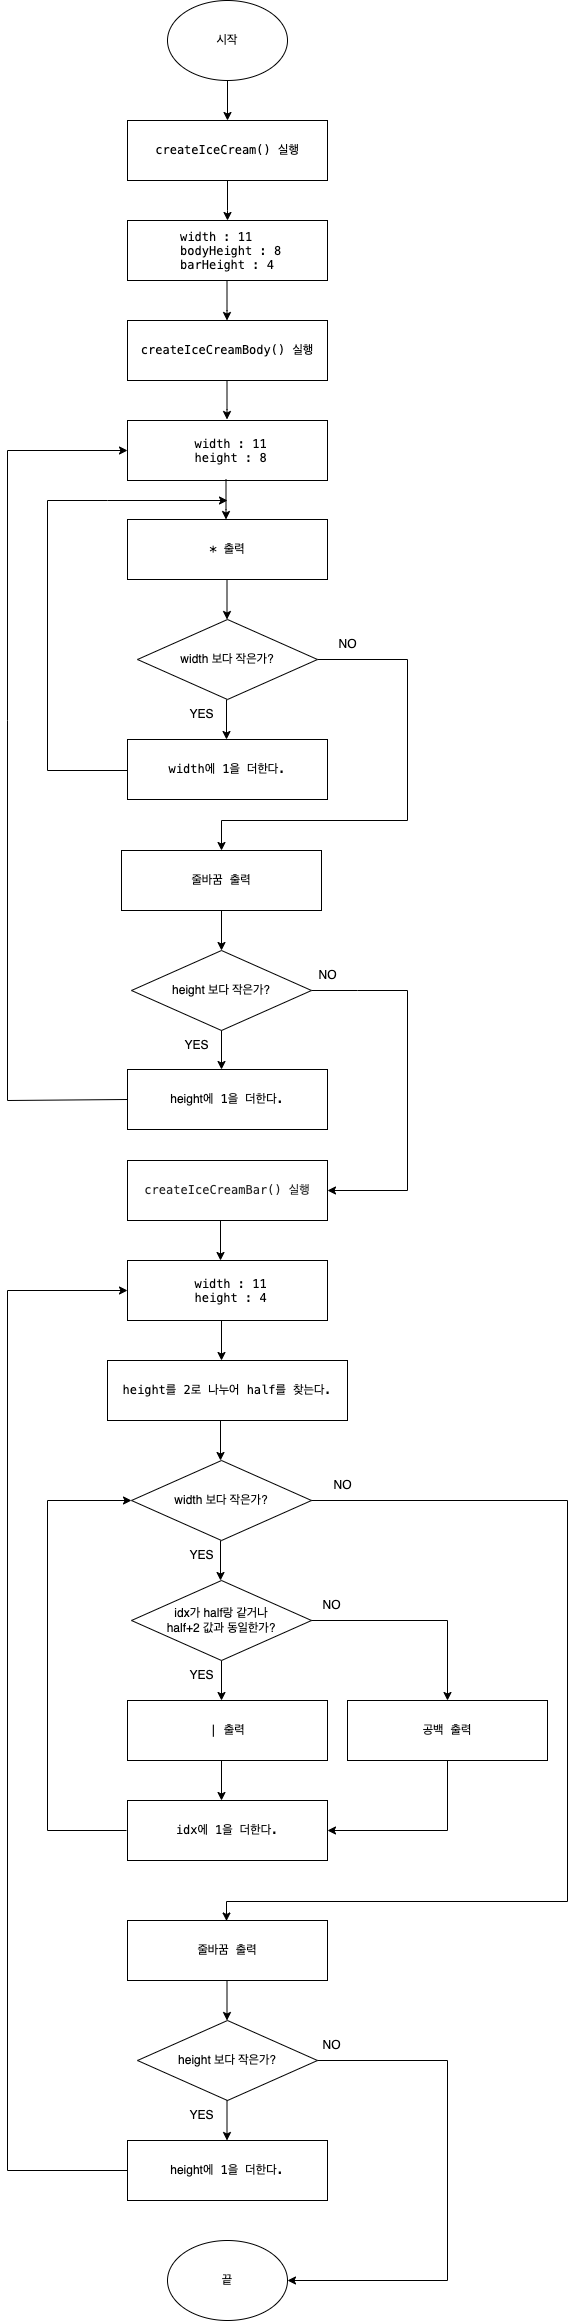 시작
createIceCream() 실행
width : 11
bodyHeight : 8
barHeight : 4
createIceCreamBody() 실행
width : 11
height : 8
* 출력
width 보다 작은가?
NO
YES
width에 1을 더한다.
줄바꿈 출력
height 보다 작은가?
NO
YES
height에 1을 더한다.
createIceCreamBar() 실행
width : 11
height : 4
height를 2로 나누어 half를 찾는다.
width 보다 작은가?
NO
YES
idx가 half랑 같거나
half+2 값과 동일한가?
NO
YES
| 출력
공백 출력
idx에 1을 더한다.
줄바꿈 출력
height 보다 작은가?
NO
YES
height에 1을 더한다.
끝